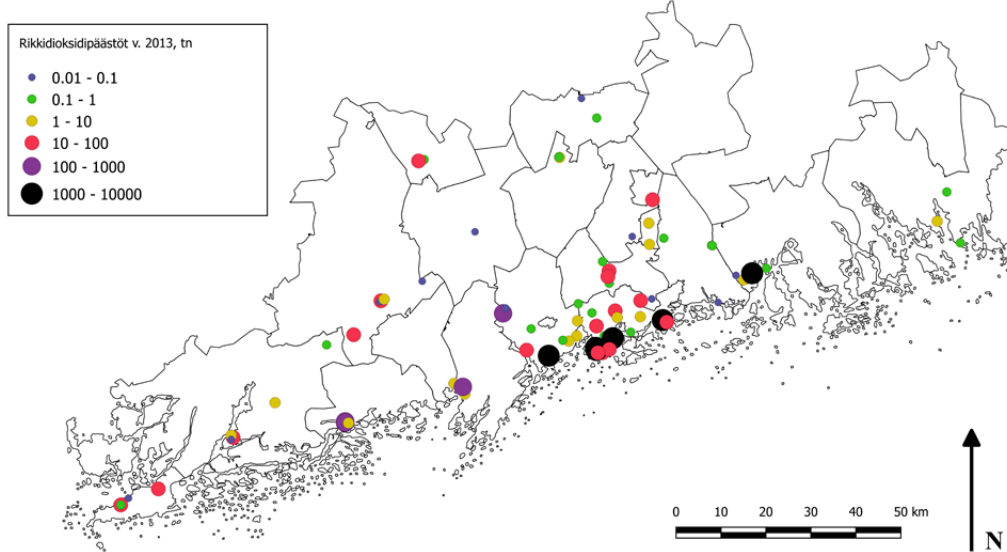 Rikkidioksidipäästöt v. 2013, tn
0.01 - 0.1
0.1 - 1
1 - 10
10 - 100
100 - 1000
1000 - 10000
0 10 20 30 40 50 km
N